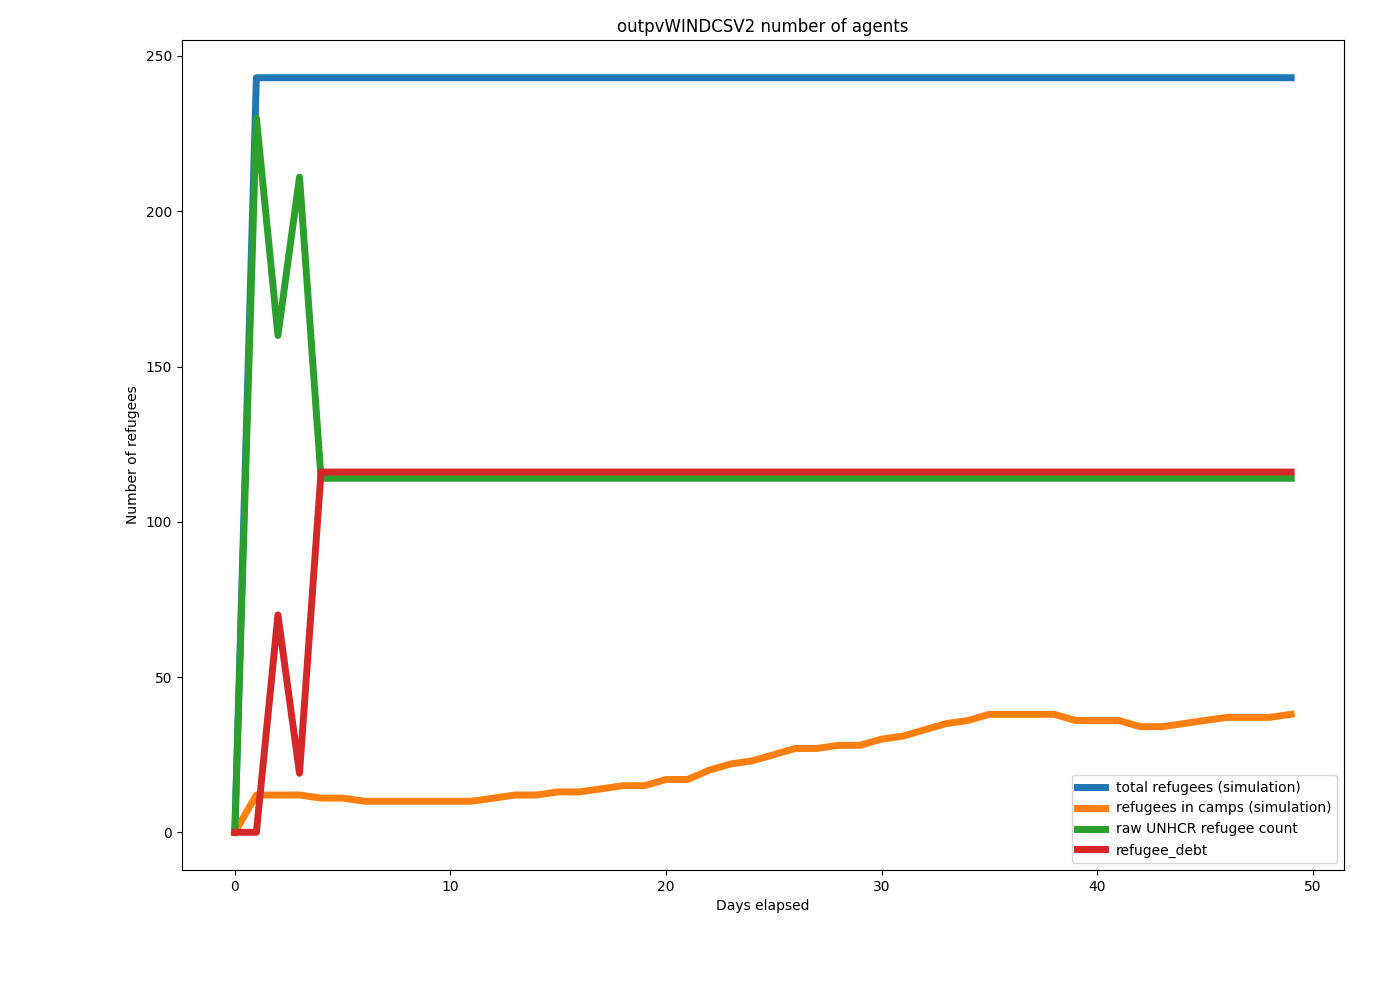 outpvWINDCSV2 number of agents
250
200
150
100
50
0
Number of refugees
0 10 20 30 40 50
Days elapsed
total refugees (simulation)
refugees in camps (simulation)
raw UNHCR refugee count
refugee_debt